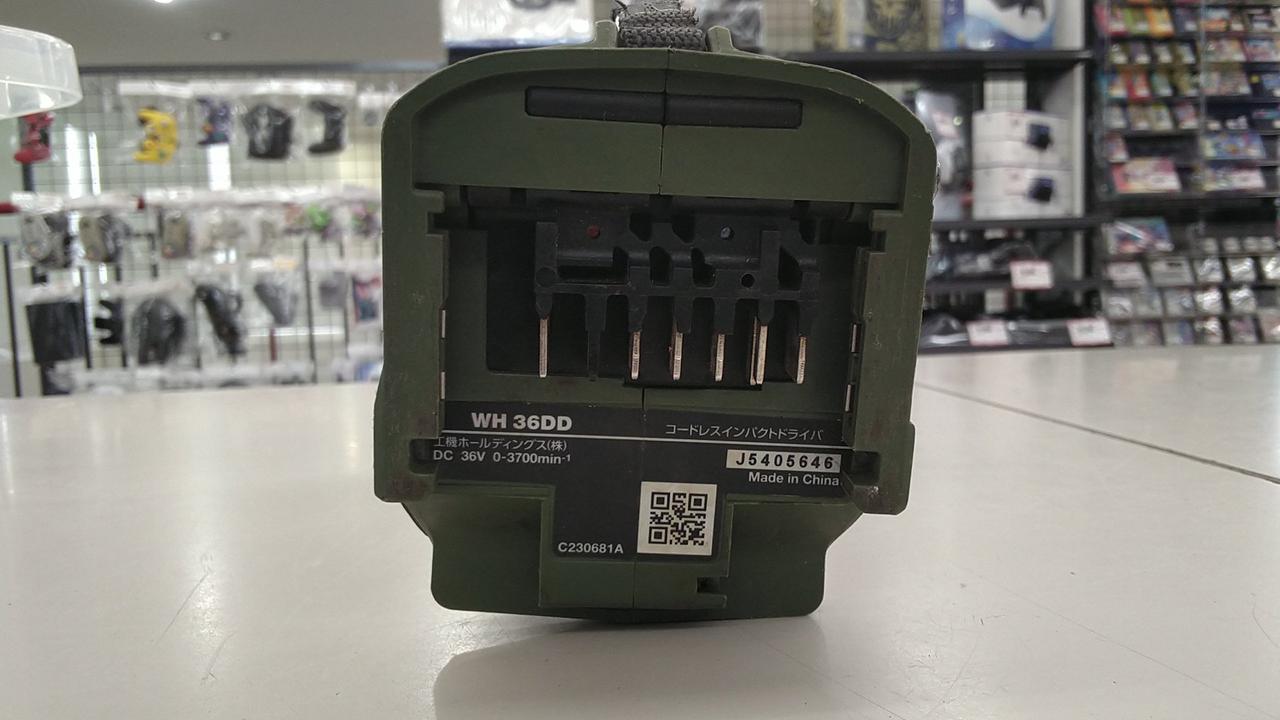 WH 36DD
コードレスインパクトドライバ
工機ホールディングス(株)
DC 36V 0-3700min-1
J5405646
Made in China
C230681A